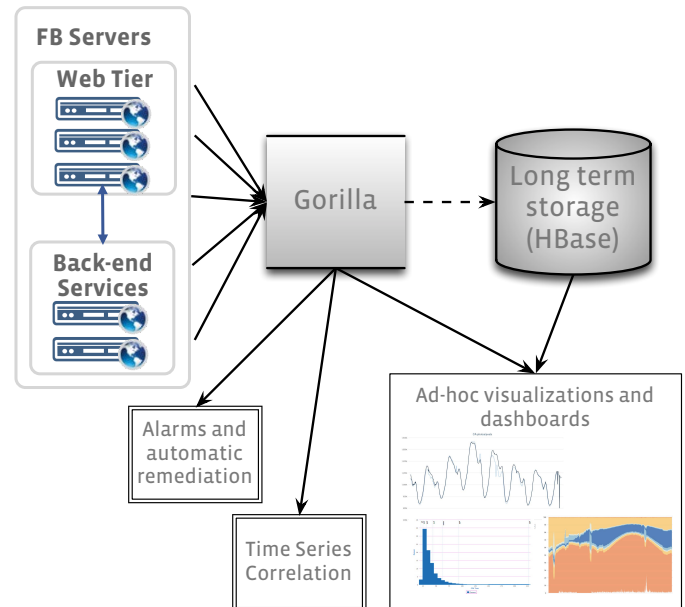 FB Servers
Web Tier
Back-end
Services
Gorilla
Long term
storage
(HBase)
Alarms and
automatic
remediation
Time Series
Correlation
Ad-hoc visualizations and
dashboards